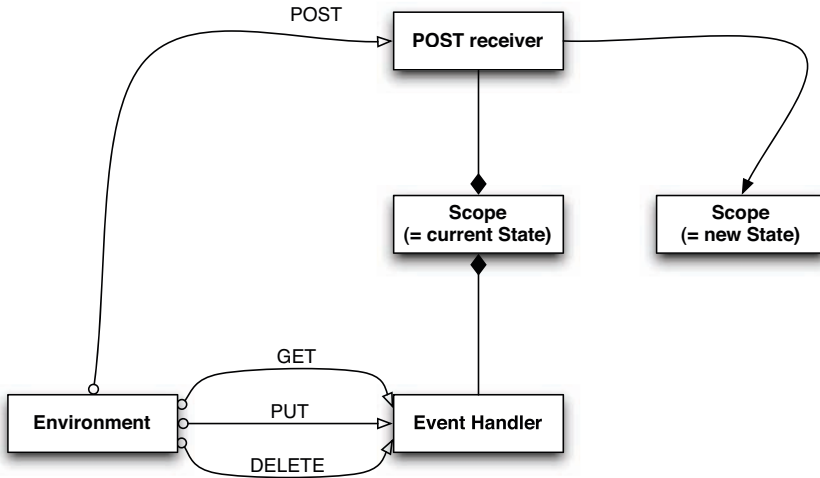 POST
POST receiver
Scope
(= current State)
Scope
(= new State)
GET
Environment
PUT
Event Handler
DELETE